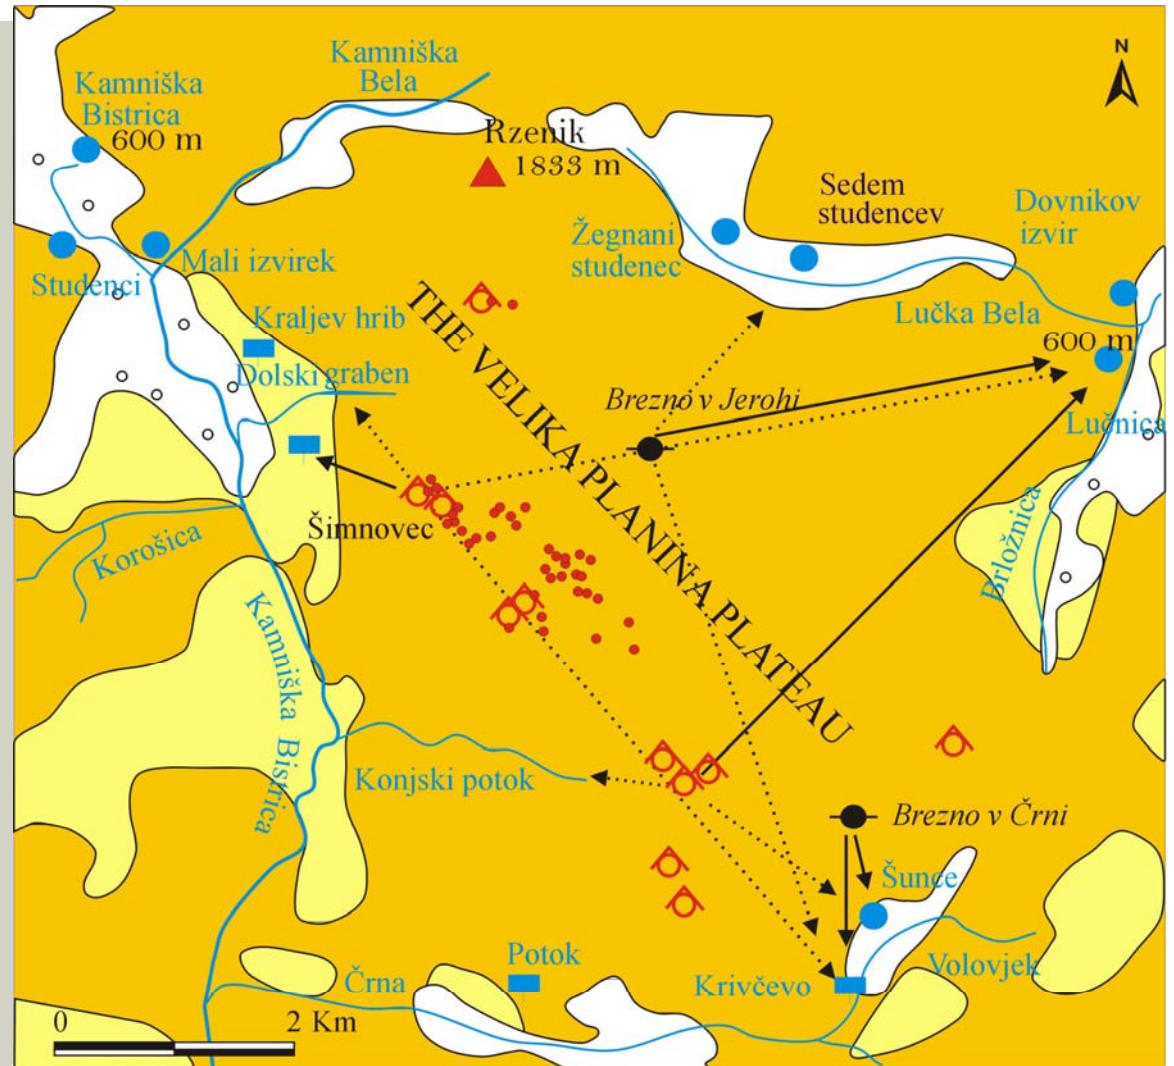 N
Kamniška
Bela
Kamniška
Bistrica
600 m
Rzenik
1833 m
Sedem
studencev
Dovnikov
izvir
Žegnani
studenec
Mali izvirek
Studenci
Kraljev hrib
Lučka Bela
600 m
Dolski graben
THE VELIKA PLANINA PLATEAU
Brezno v Jerohi
Lučnica
Šimnovec
Korošica
Brložnica
Kamniška Bistrica
Konjski potok
Brezno v Črni
Šunce
Potok
Volovjek
Črna
Krivčevo
0
2 Km